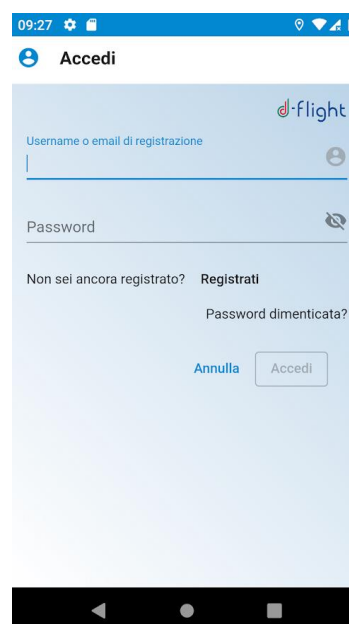 09:27
Accedi
d-flight
Username o email di registrazione
Password
Non sei ancora registrato? Registrati
Password dimenticata?
Annulla Accedi